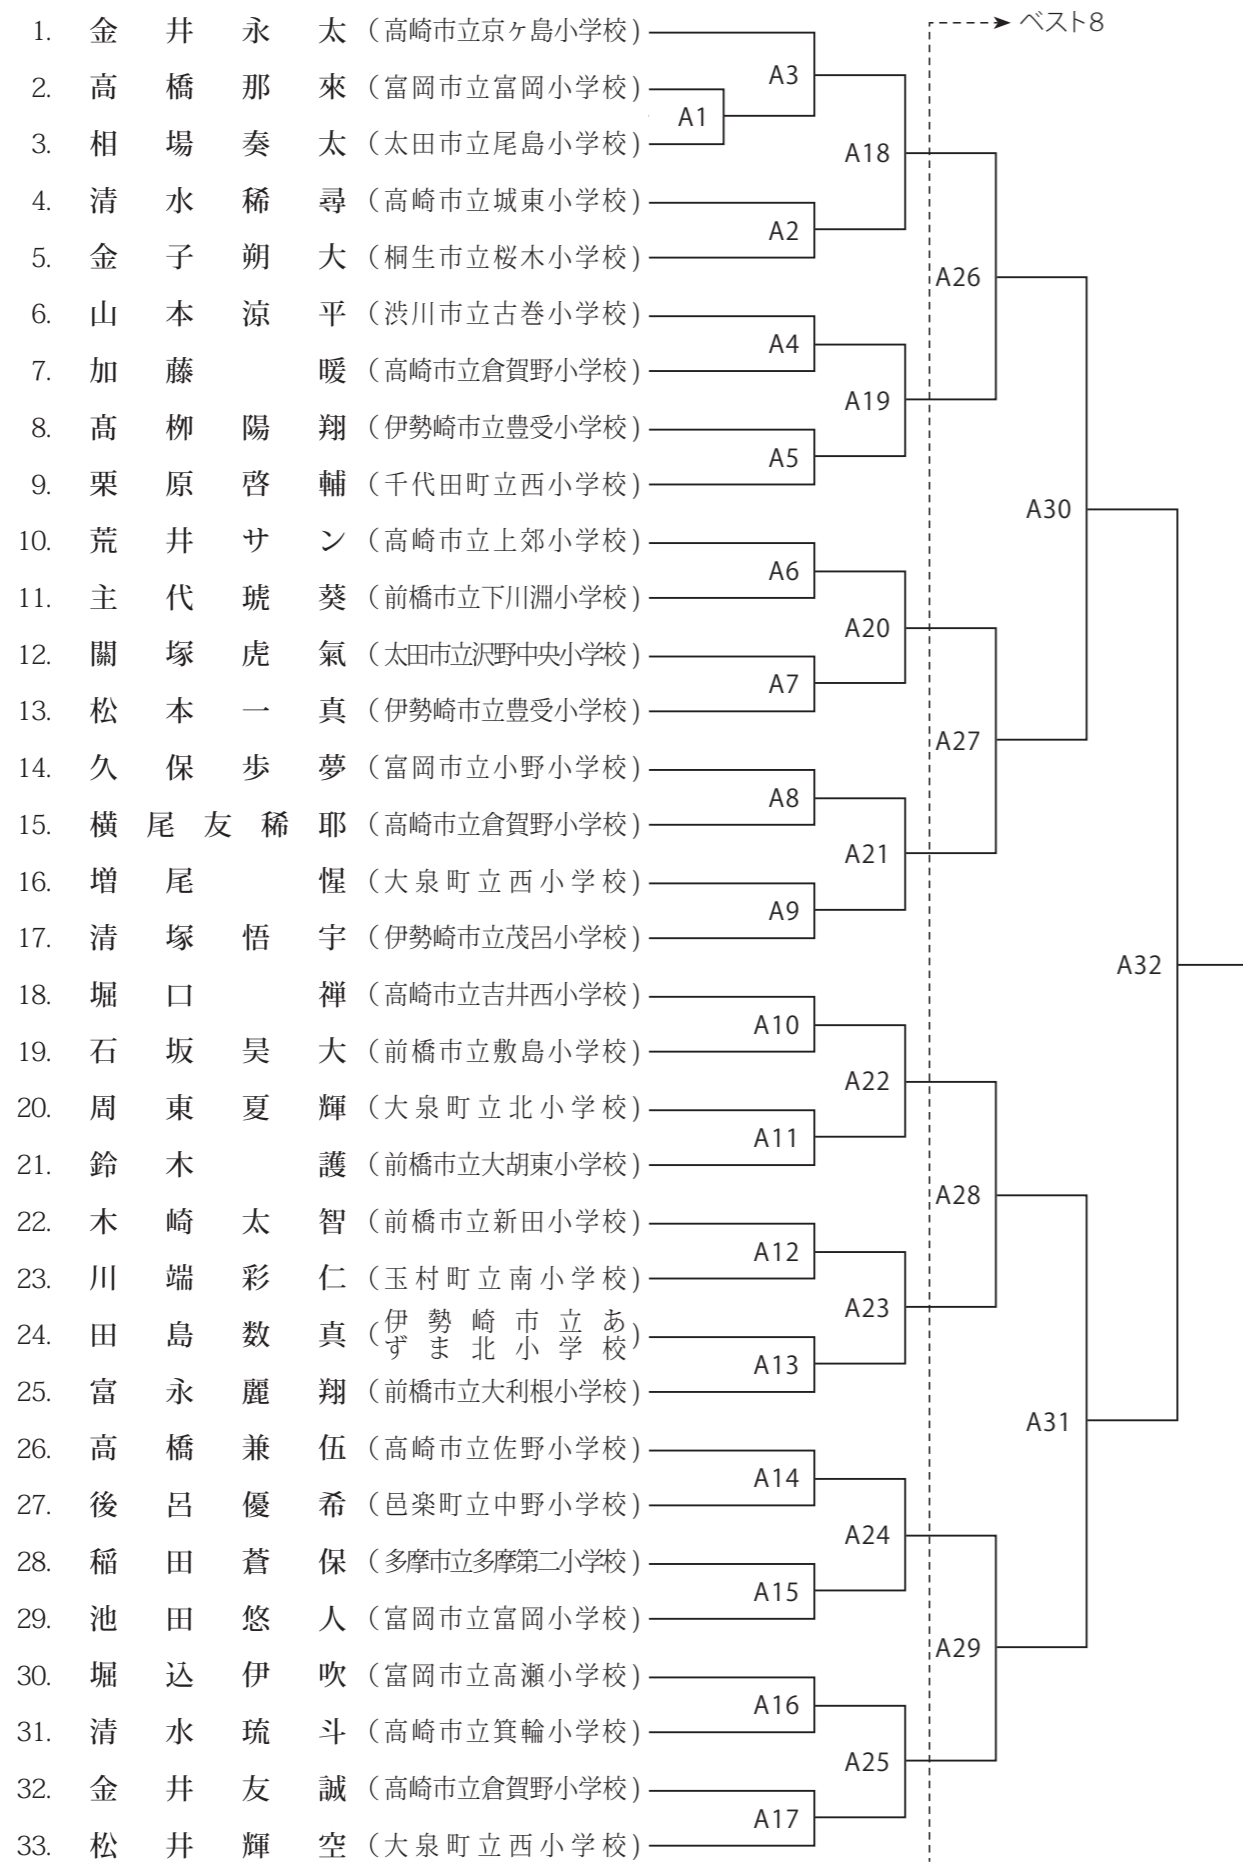 ベスト8
1. 金井永太 (高崎市立京ヶ島小学校)
2. 高橋那來 (富岡市立富岡小学校)
3. 相場奏太 (太田市立尾島小学校)
4. 清水稀尋 (高崎市立城東小学校)
5. 金子朔大 (桐生市立桜木小学校)
6. 山本涼平 (渋川市立古巻小学校)
7. 加藤暖 (高崎市立倉賀野小学校)
8. 髙栁陽翔 (伊勢崎市立豊受小学校)
9. 栗原啓輔 (千代田町立西小学校)
10. 荒井サン (高崎市立上郊小学校)
11. 主代琥葵 (前橋市立下川淵小学校)
12. 關塚虎氣 (太田市立沢野中央小学校)
13. 松本一真 (伊勢崎市立豊受小学校)
14. 久保歩夢 (富岡市立小野小学校)
15. 横尾友稀耶 (高崎市立倉賀野小学校)
16. 増尾惺 (大泉町立西小学校)
17. 清塚悟宇 (伊勢崎市立茂呂小学校)
18. 堀口禅 (高崎市立吉井西小学校)
19. 石坂昊大 (前橋市立敷島小学校)
20. 周東夏輝 (大泉町立北小学校)
21. 鈴木護 (前橋市立大胡東小学校)
22. 木崎太智 (前橋市立新田小学校)
23. 川端彩仁 (玉村町立南小学校)
24. 田島数真 (伊勢崎市立あ
ずま北小学校)
25. 富永麗翔 (前橋市立大利根小学校)
26. 高橋兼伍 (高崎市立佐野小学校)
27. 後呂優希 (邑楽町立中野小学校)
28. 稲田蒼保 (多摩市立多摩第二小学校)
29. 池田悠人 (富岡市立富岡小学校)
30. 堀込伊吹 (富岡市立高瀬小学校)
31. 清水琉斗 (高崎市立箕輪小学校)
32. 金井友誠 (高崎市立倉賀野小学校)
33. 松井輝空 (大泉町立西小学校)
A1
A3
A2
A4
A5
A6
A7
A8
A9
A10
A11
A12
A13
A14
A15
A16
A17
A18
A19
A20
A21
A22
A23
A24
A25
A26
A27
A28
A29
A30
A31
A32